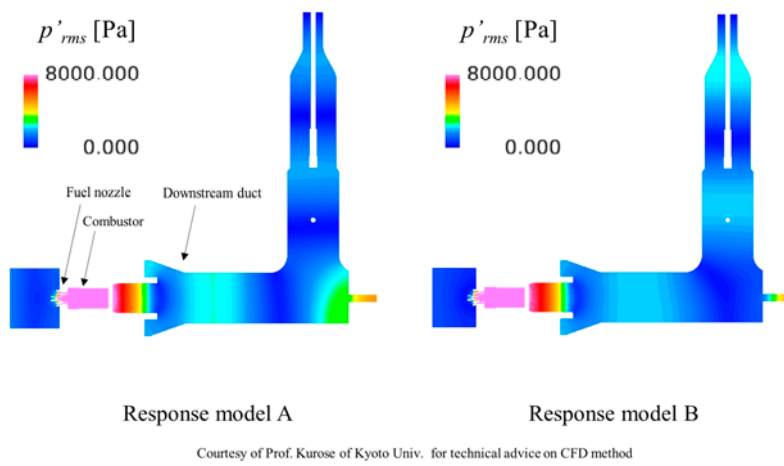 p'rms [Pa]
8000.000
0.000
Fuel nozzle
Combustor
Downstream duct
Response model A
p'rms [Pa]
8000.000
0.000
Response model B
Courtesy of Prof. Kurose of Kyoto Univ. for technical advice on CFD method